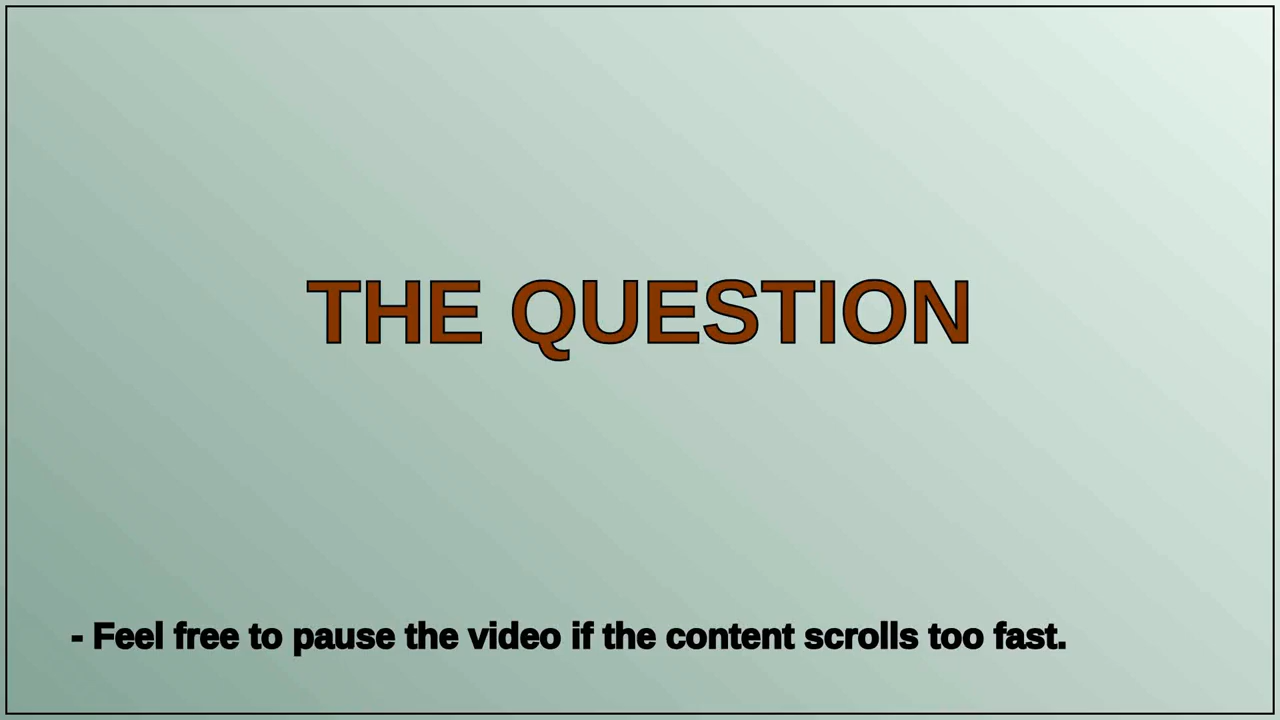 THE QUESTION
- Feel free to pause the video if the content scrolls too fast.